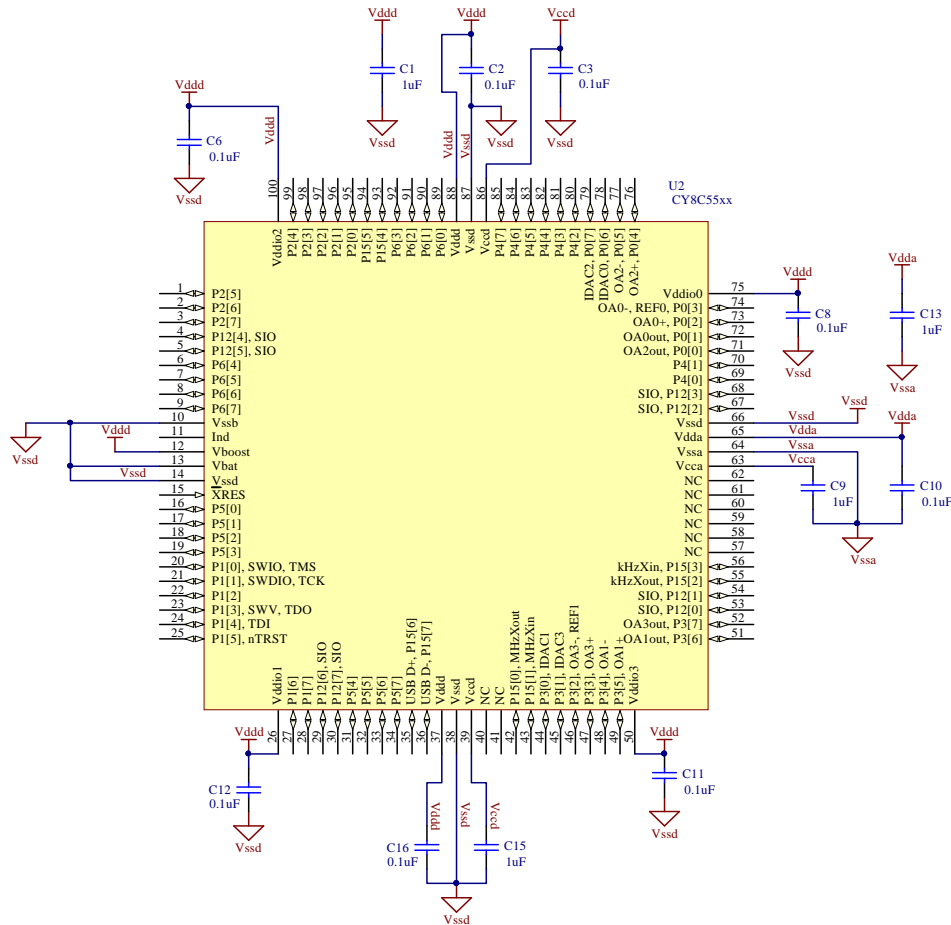 Vddd
C1
1uF
Vssd
Vddd
C2
0.1uF
Vssd
Vddd
Vssd
Vccd
C3
0.1uF
Vssd
Vddd
C6
0.1uF
Vssd
Vddd
U2
CY8C55xx
100 Vddio2
99 P2[4]
98 P2[3]
97 P2[2]
96 P2[1]
95 P2[0]
94 P15[5]
93 P15[4]
92 P6[3]
91 P6[2]
90 P6[1]
89 P6[0]
88 Vddd
87 Vssd
86 Vccd
85 P4[7]
84 P4[6]
83 P4[5]
82 P4[4]
81 P4[3]
80 P4[2]
79 IDAC2, P0[7]
78 IDAC0, P0[6]
77 OA2-, P0[5]
76 OA2+, P0[4]
1 P2[5]
2 P2[6]
3 P2[7]
4 P12[4], SIO
5 P12[5], SIO
6 P6[4]
7 P6[5]
8 P6[6]
9 P6[7]
10 Vssb
11 Ind
12 Vboost
13 Vbat
14 Vssd
15 XRES
16 P5[0]
17 P5[1]
18 P5[2]
19 P5[3]
20 P1[0], SWIO, TMS
21 P1[1], SWDIO, TCK
22 P1[2]
23 P1[3], SWV, TDO
24 P1[4], TDI
25 P1[5], nTRST
Vssd
Vddd
Vssd
Vddio0 75
OA0-, REF0, P0[3] 74
OA0+, P0[2] 73
OA0out, P0[1] 72
OA2out, P0[0] 71
P4[1] 70
P4[0] 69
SIO, P12[3] 68
SIO, P12[2] 67
Vssd 66
Vdda 65
Vssa 64
Vcca 63
NC 62
NC 61
NC 60
NC 59
NC 58
NC 57
kHzXin, P15[3] 56
kHzXout, P15[2] 55
SIO, P12[1] 54
SIO, P12[0] 53
OA3out, P3[7] 52
OA1out, P3[6] 51
Vddd
C8
0.1uF
Vssd
Vdda
C13
1uF
Vssa
Vssd
Vssd
Vdda
Vdda
Vssa
Vcca
C9
1uF
C10
0.1uF
Vssa
26 Vddio1
27 P1[6]
28 P1[7]
29 P12[6], SIO
30 P12[7], SIO
31 P5[4]
32 P5[5]
33 P5[6]
34 P5[7]
35 USB D+, P15[6]
36 USB D-, P15[7]
37 Vddd
38 Vssd
39 Vccd
40 NC
41 NC
42 P15[0], MHzXout
43 P15[1], MHzXin
44 P3[0], IDAC1
45 P3[1], IDAC3
46 P3[2], OA3-, REF1
47 P3[3], OA3+
48 P3[4], OA1-
49 P3[5], OA1+
50 Vddio3
Vddd
C12
0.1uF
Vssd
Vddd
Vssd
Vccd
C16
0.1uF
C15
1uF
Vssd
Vddd
C11
0.1uF
Vssd